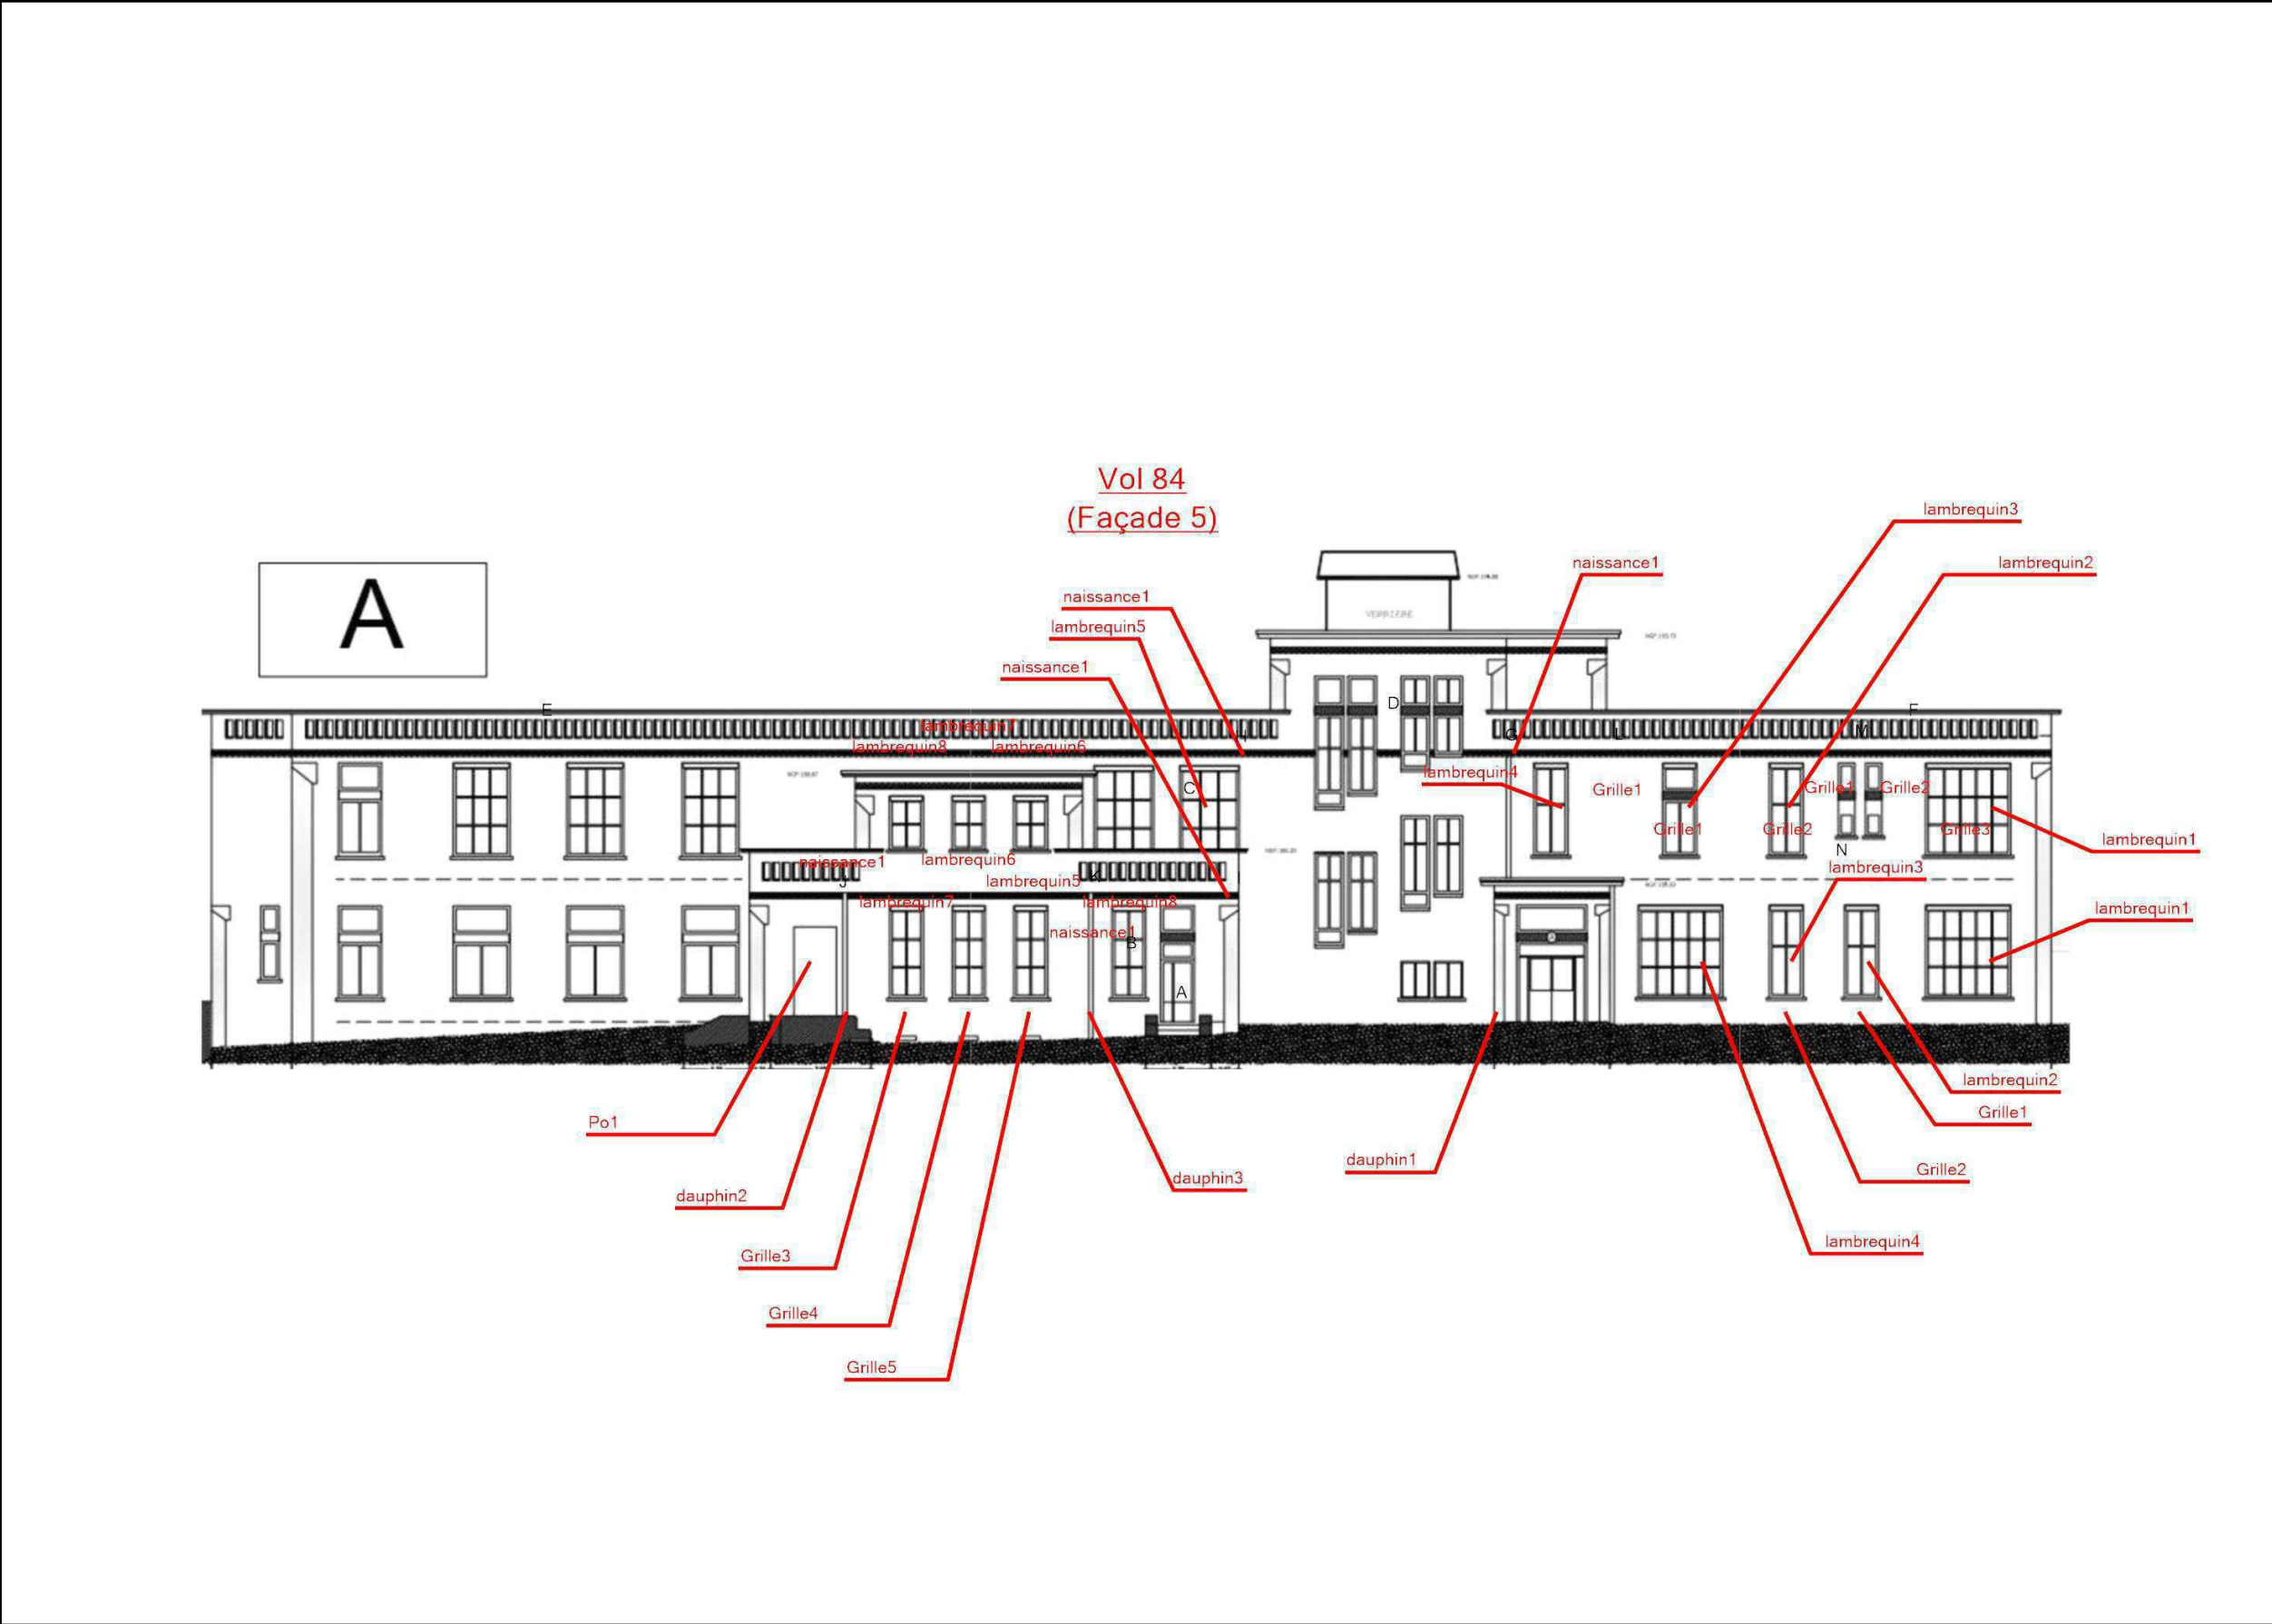 Vol 84
(Façade 5)
lambrequin3
naissance1
lambrequin2
A
naissance1
lambrequin5
VERRIERE
naissance1
D
E
F
lambrequin7
H
G
L
M
lambrequin8
lambrequin6
lambrequin4
C
Grille1
Grille1
Grille2
Grille1
Grille2
Grille3
lambrequin1
N
naissance1
lambrequin6
lambrequin3
J
lambrequin5
K
I
lambrequin7
lambrequin8
lambrequin1
naissance1
B
A
lambrequin2
Grille1
Po1
dauphin1
Grille2
dauphin3
dauphin2
lambrequin4
Grille3
Grille4
Grille5